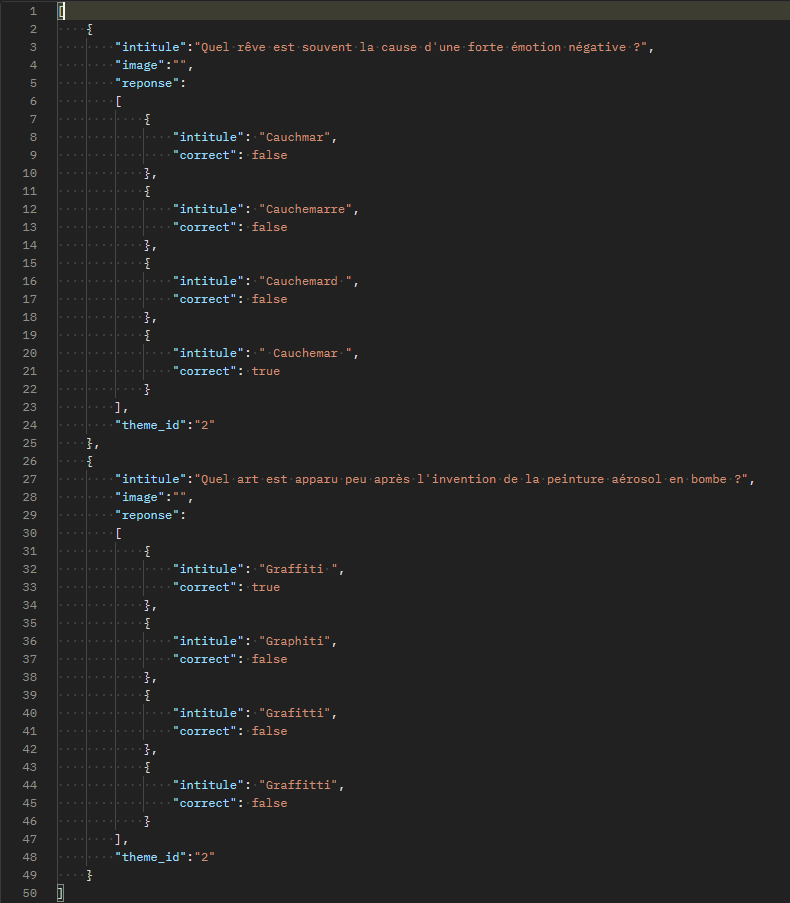 1 [
2 {
3 "intitule":"Quel rêve est souvent la cause d'une forte émotion négative ?",
4 "image":"",
5 "reponse":
6 [
7 {
8 "intitule": "Cauchmar",
9 "correct": false
10 },
11 {
12 "intitule": "Cauchemarre",
13 "correct": false
14 },
15 {
16 "intitule": "Cauchemard ",
17 "correct": false
18 },
19 {
20 "intitule": " Cauchemar ",
21 "correct": true
22 }
23 ],
24 "theme_id":"2"
25 },
26 {
27 "intitule":"Quel art est apparu peu après l'invention de la peinture aérosol en bombe ?",
28 "image":"",
29 "reponse":
30 [
31 {
32 "intitule": "Graffiti ",
33 "correct": true
34 },
35 {
36 "intitule": "Graphiti",
37 "correct": false
38 },
39 {
40 "intitule": "Grafitti",
41 "correct": false
42 },
43 {
44 "intitule": "Graffitti",
45 "correct": false
46 }
47 ],
48 "theme_id":"2"
49 }
50 ]